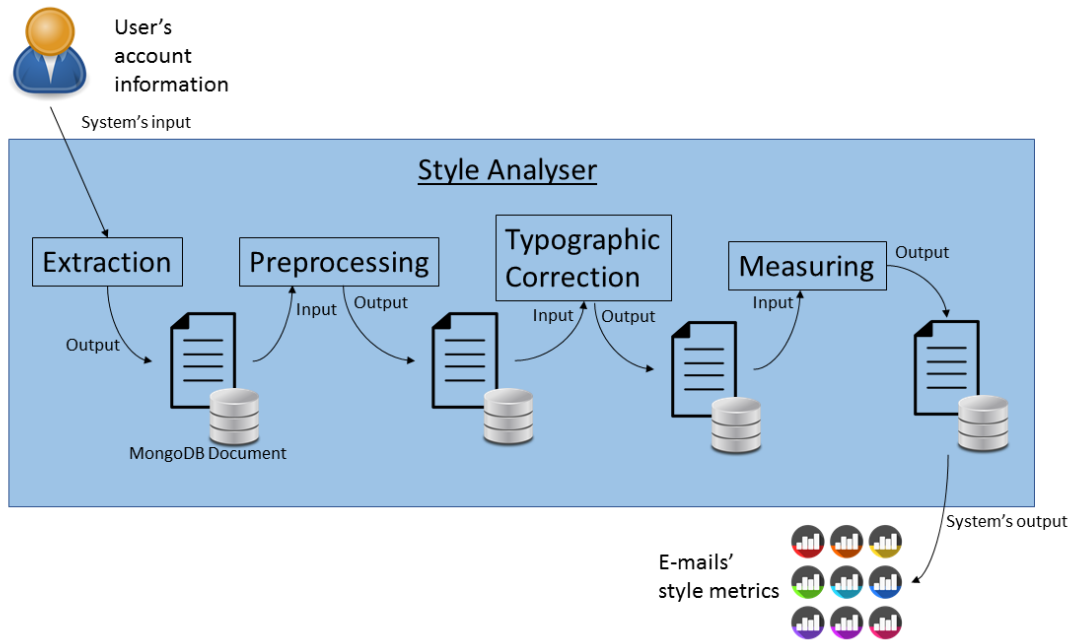 User's
account
information
System's input
Style Analyser
Extraction
Preprocessing
Typographic
Correction
Measuring
Output
Output
Input
Output
Input
Output
Input
MongoDB Document
System's output
E-mails'
style metrics